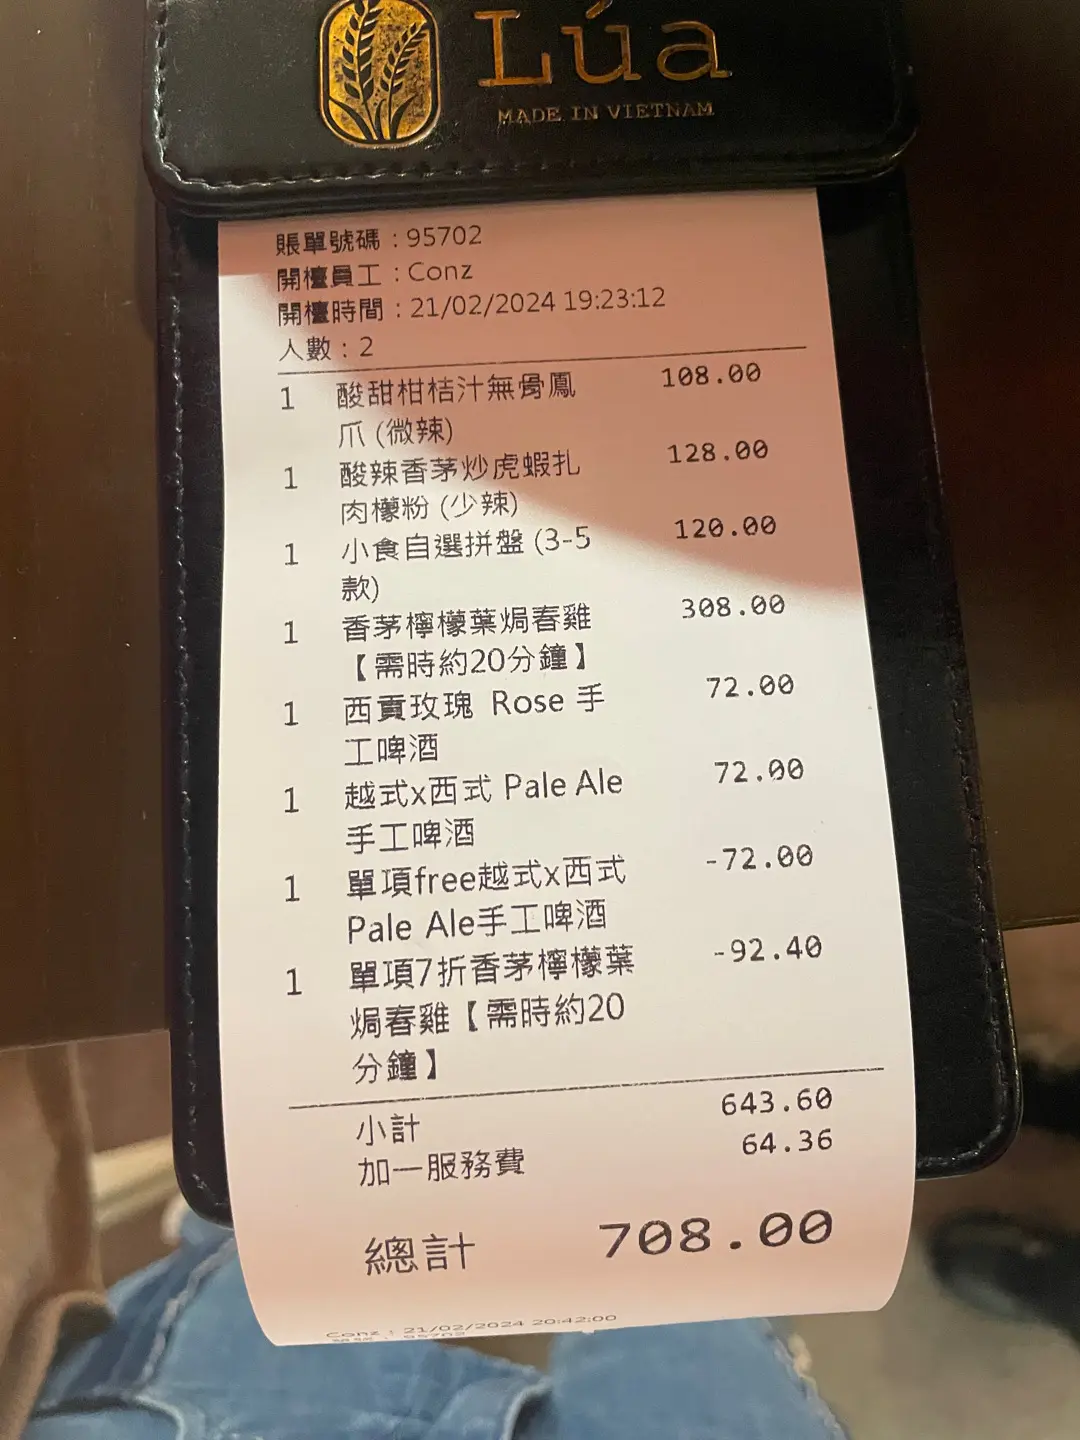 Lúa
MADE IN VIETNAM
賬單號碼 : 95702
開檯員工 : Conz
開檯時間 : 21/02/2024 19:23:12
人數 : 2
1 酸甜柑桔汁無骨鳳 108.00
爪 (微辣)
1 酸辣香茅炒虎蝦扎 128.00
肉檬粉 (少辣)
1 小食自選拼盤 (3-5 120.00
款)
1 香茅檸檬葉焗春雞 308.00
【需時約20分鐘】
1 西貢玫瑰 Rose 手 72.00
工啤酒
1 越式x西式 Pale Ale 72.00
手工啤酒
1 單項free越式x西式 -72.00
Pale Ale手工啤酒
1 單項7折香茅檸檬葉 -92.40
焗春雞【需時約20
分鐘】
小計 643.60
加一服務費 64.36
總計 708.00
Conz : 21/02/2024 20:42:00
95702